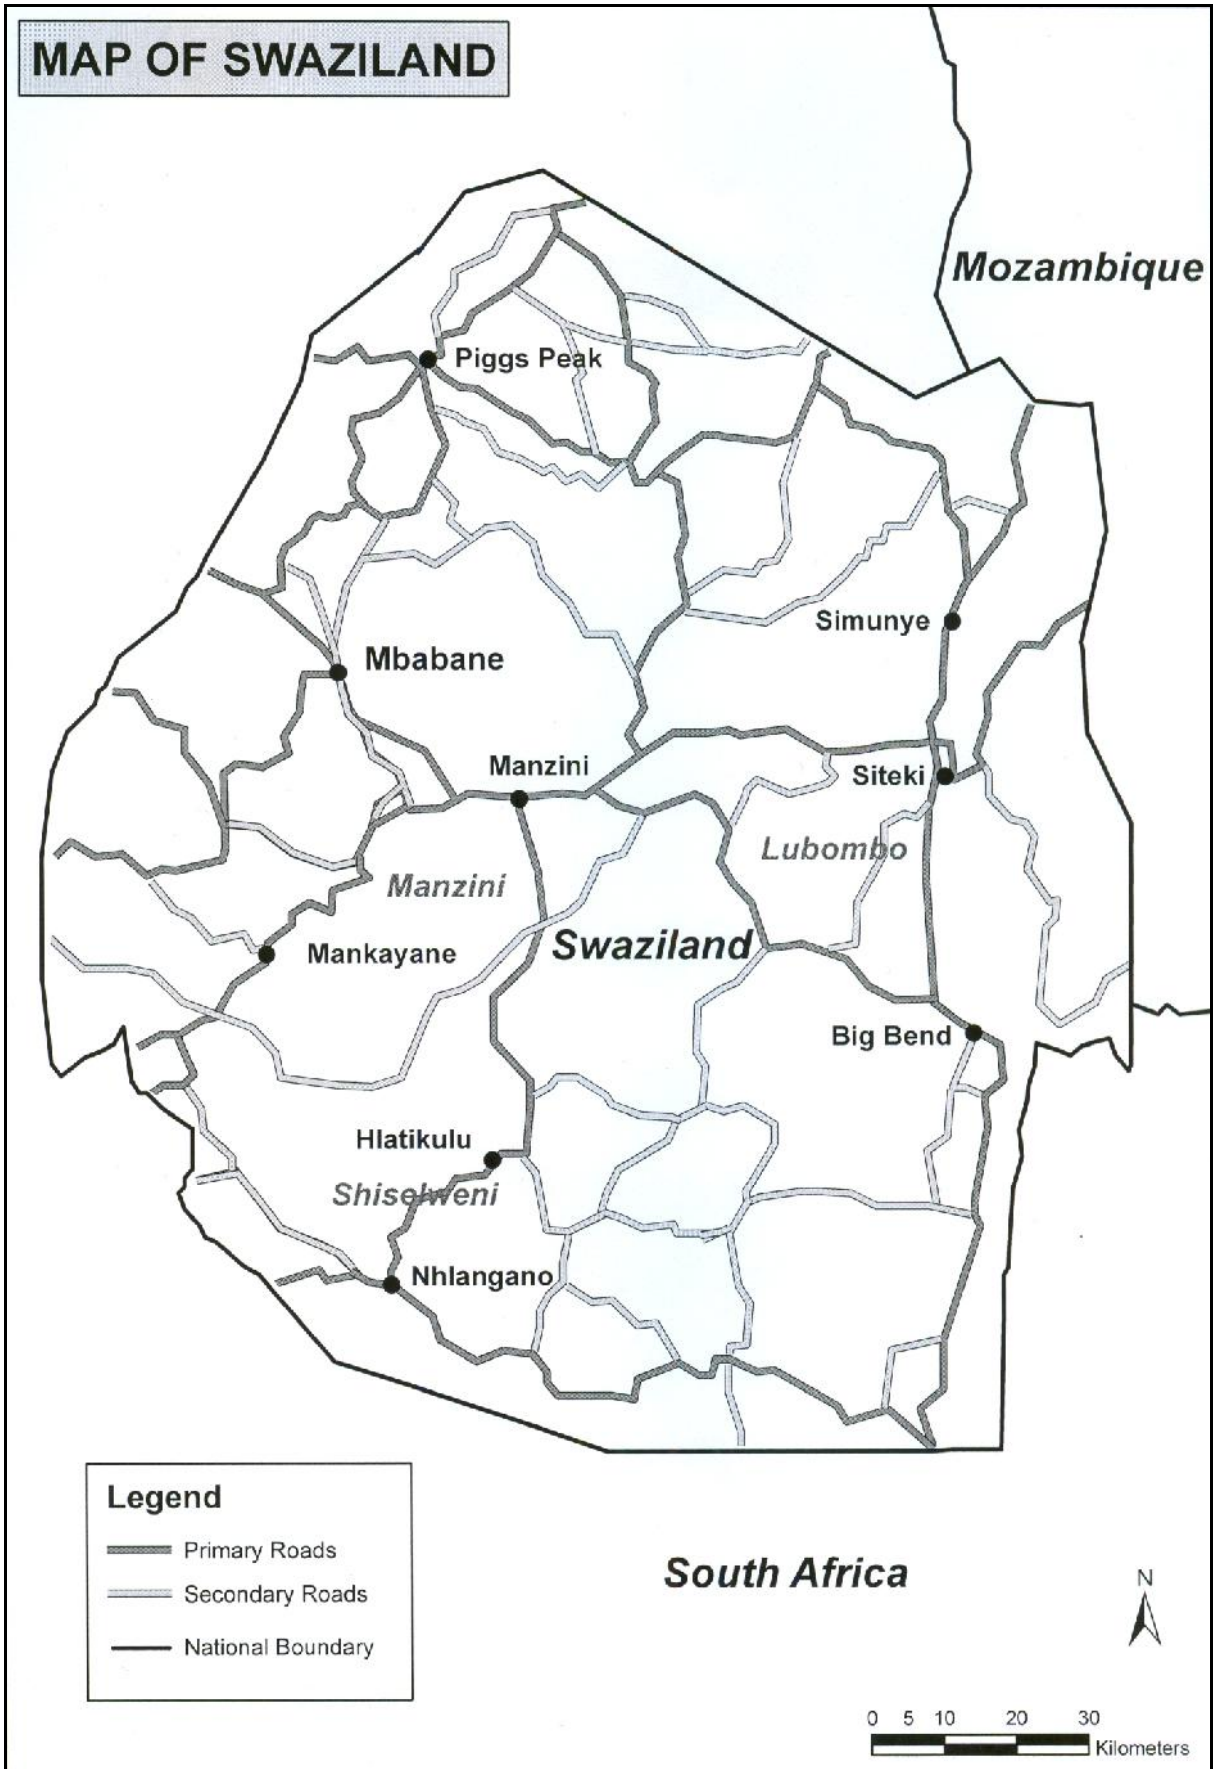 MAP OF SWAZILAND
Mozambique
Piggs Peak
Simunye
Mbabane
Manzini
Siteki
Lubombo
Manzini
Swaziland
Mankayane
Big Bend
Hlatikulu
Shiselweni
Nhlangano
Legend
Primary Roads
Secondary Roads
National Boundary
South Africa
N
0 5 10 20 30
Kilometers